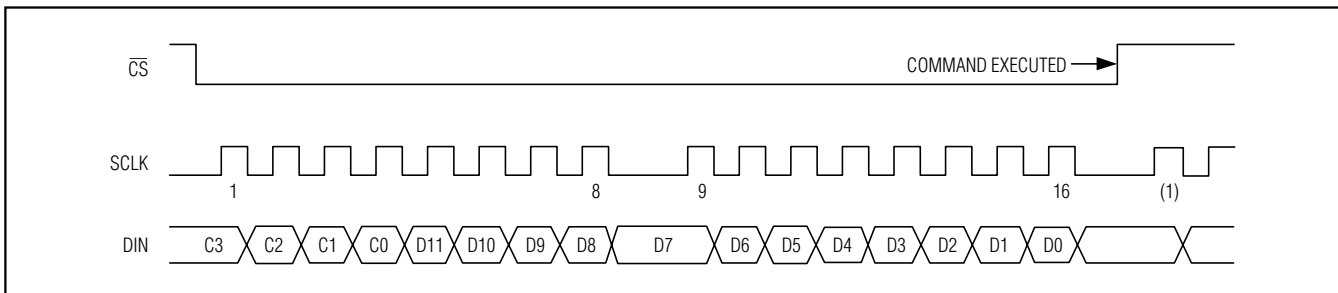 CS COMMAND EXECUTED
SCLK
1 8 9 16 (1)
DIN C3 C2 C1 C0 D11 D10 D9 D8 D7 D6 D5 D4 D3 D2 D1 D0